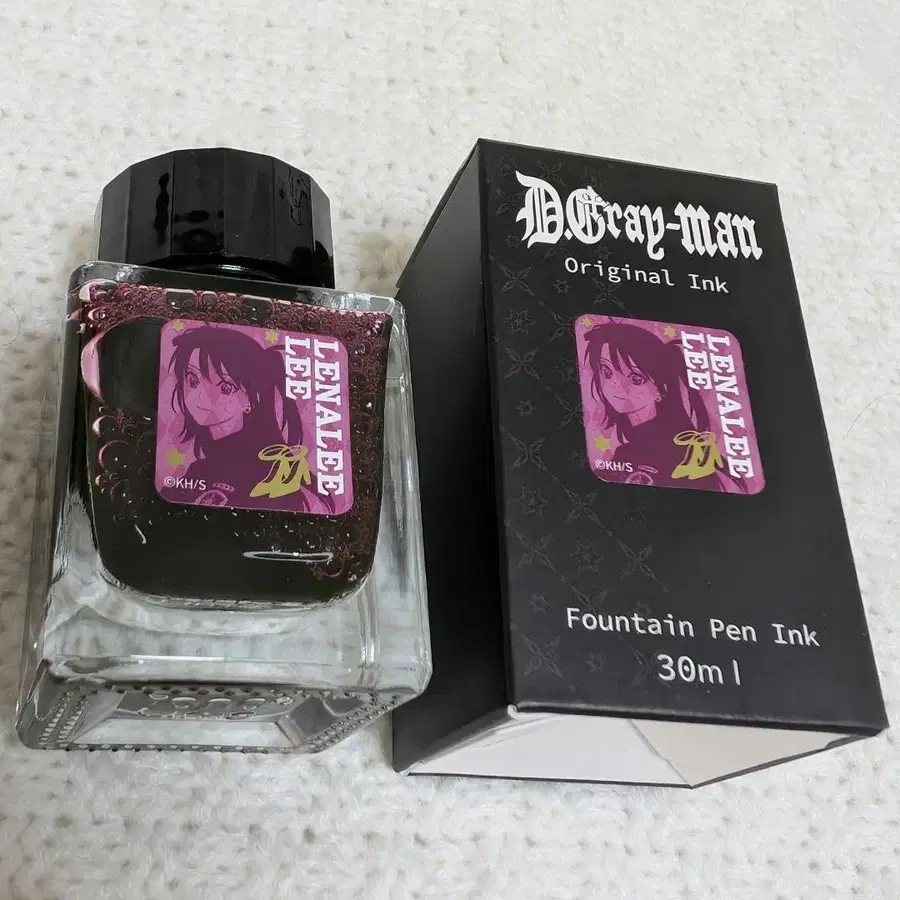 LENALEE
LEE
©KH/S
D.Gray-man
Original Ink
LENALEE
LEE
©KH/S
Fountain Pen Ink
30ml